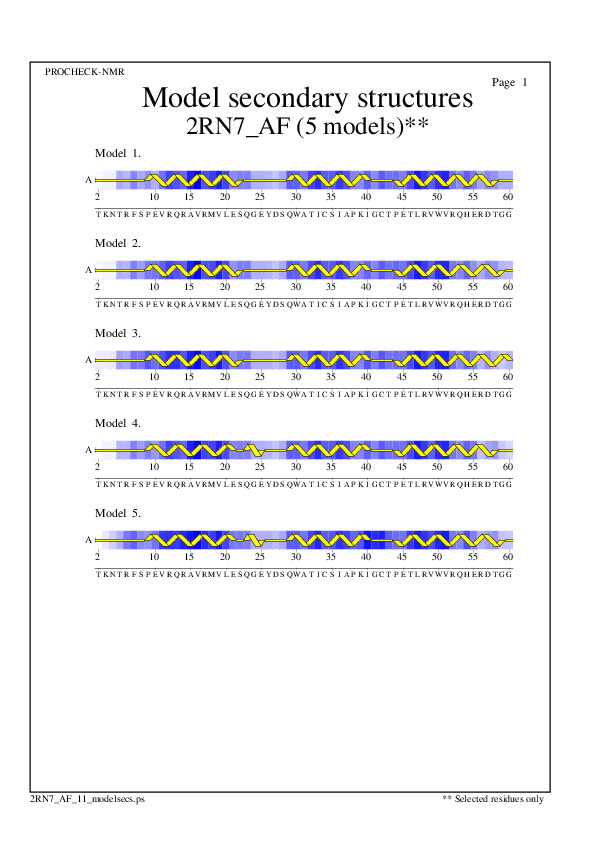 PROCHECK-NMR
Page 1
Model secondary structures
2RN7_AF (5 models)**
Model 1.
A
2 10 15 20 25 30 35 40 45 50 55 60
T K N T R F S P E V R Q R A V R M V L E S Q G E Y D S Q W A T I C S I A P K I G C T P E T L R V W V R Q H E R D T G G
Model 2.
A
2 10 15 20 25 30 35 40 45 50 55 60
T K N T R F S P E V R Q R A V R M V L E S Q G E Y D S Q W A T I C S I A P K I G C T P E T L R V W V R Q H E R D T G G
Model 3.
A
2 10 15 20 25 30 35 40 45 50 55 60
T K N T R F S P E V R Q R A V R M V L E S Q G E Y D S Q W A T I C S I A P K I G C T P E T L R V W V R Q H E R D T G G
Model 4.
A
2 10 15 20 25 30 35 40 45 50 55 60
T K N T R F S P E V R Q R A V R M V L E S Q G E Y D S Q W A T I C S I A P K I G C T P E T L R V W V R Q H E R D T G G
Model 5.
A
2 10 15 20 25 30 35 40 45 50 55 60
T K N T R F S P E V R Q R A V R M V L E S Q G E Y D S Q W A T I C S I A P K I G C T P E T L R V W V R Q H E R D T G G
2RN7_AF_11_modelsecs.ps
** Selected residues only